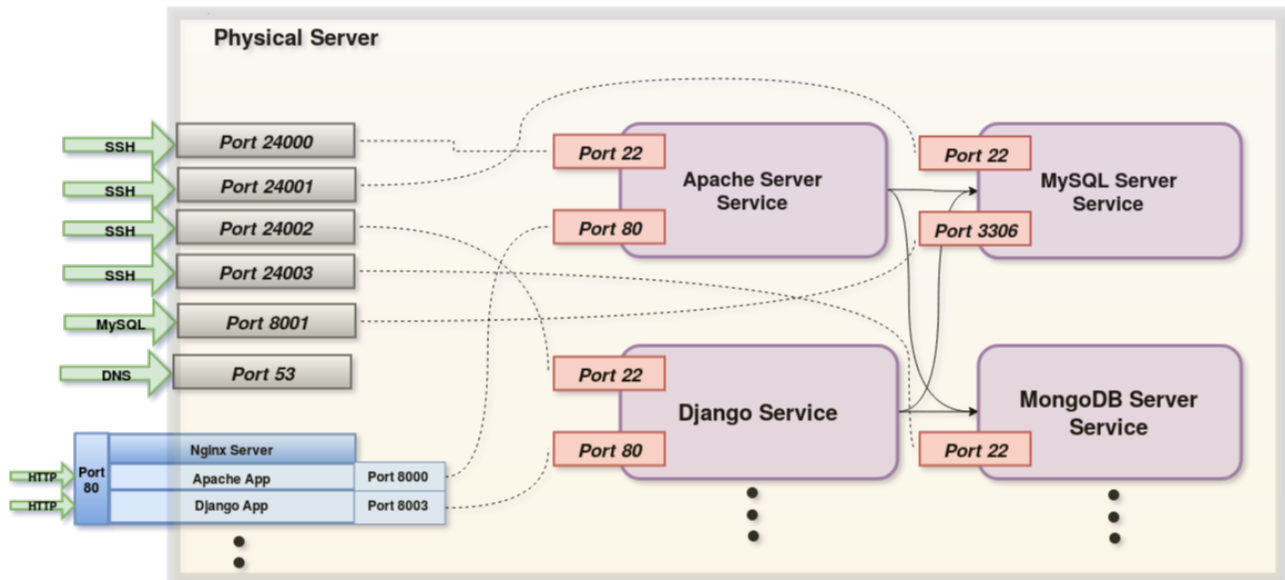 Physical Server
SSH
Port 24000
SSH
Port 24001
SSH
Port 24002
SSH
Port 24003
MySQL
Port 8001
DNS
Port 53
HTTP
HTTP
Port
80
Nginx Server
Apache App
Port 8000
Django App
Port 8003
Port 22
Port 80
Apache Server
Service
Port 22
Port 3306
MySQL Server
Service
Port 22
Port 80
Django Service
MongoDB Server
Service
Port 22